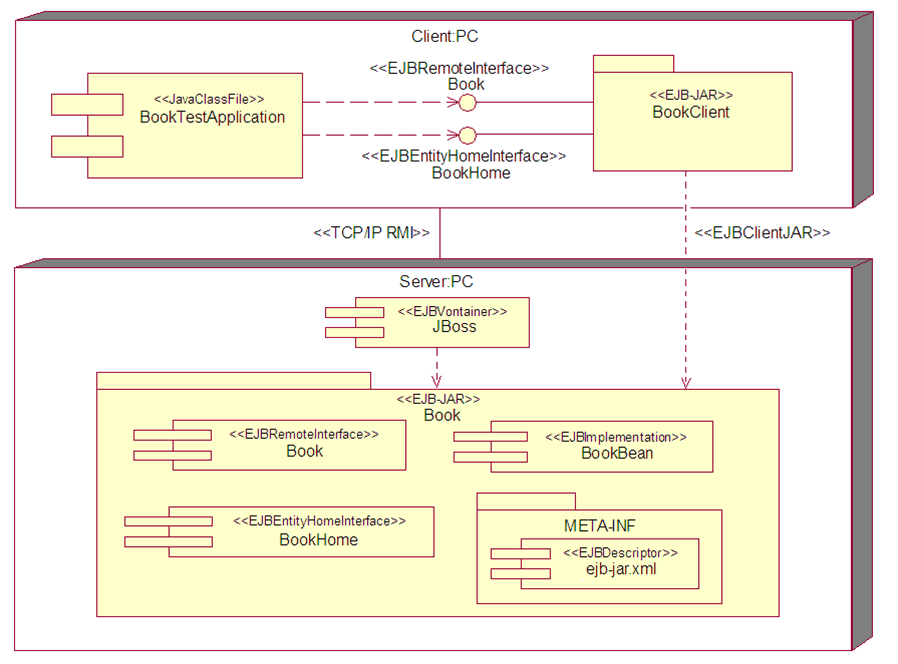 Client:PC
<<EJBRemoteInterface>>
Book
<<JavaClassFile>>
BookTestApplication
<<EJB-JAR>>
BookClient
<<EJBEntityHomeInterface>>
BookHome
<<TCP/IP RMI>>
<<EJBClientJAR>>
Server:PC
<<EJBVontainer>>
JBoss
<<EJB-JAR>>
Book
<<EJBRemoteInterface>>
Book
<<EJBImplementation>>
BookBean
<<EJBEntityHomeInterface>>
BookHome
META-INF
<<EJBDescriptor>>
ejb-jar.xml